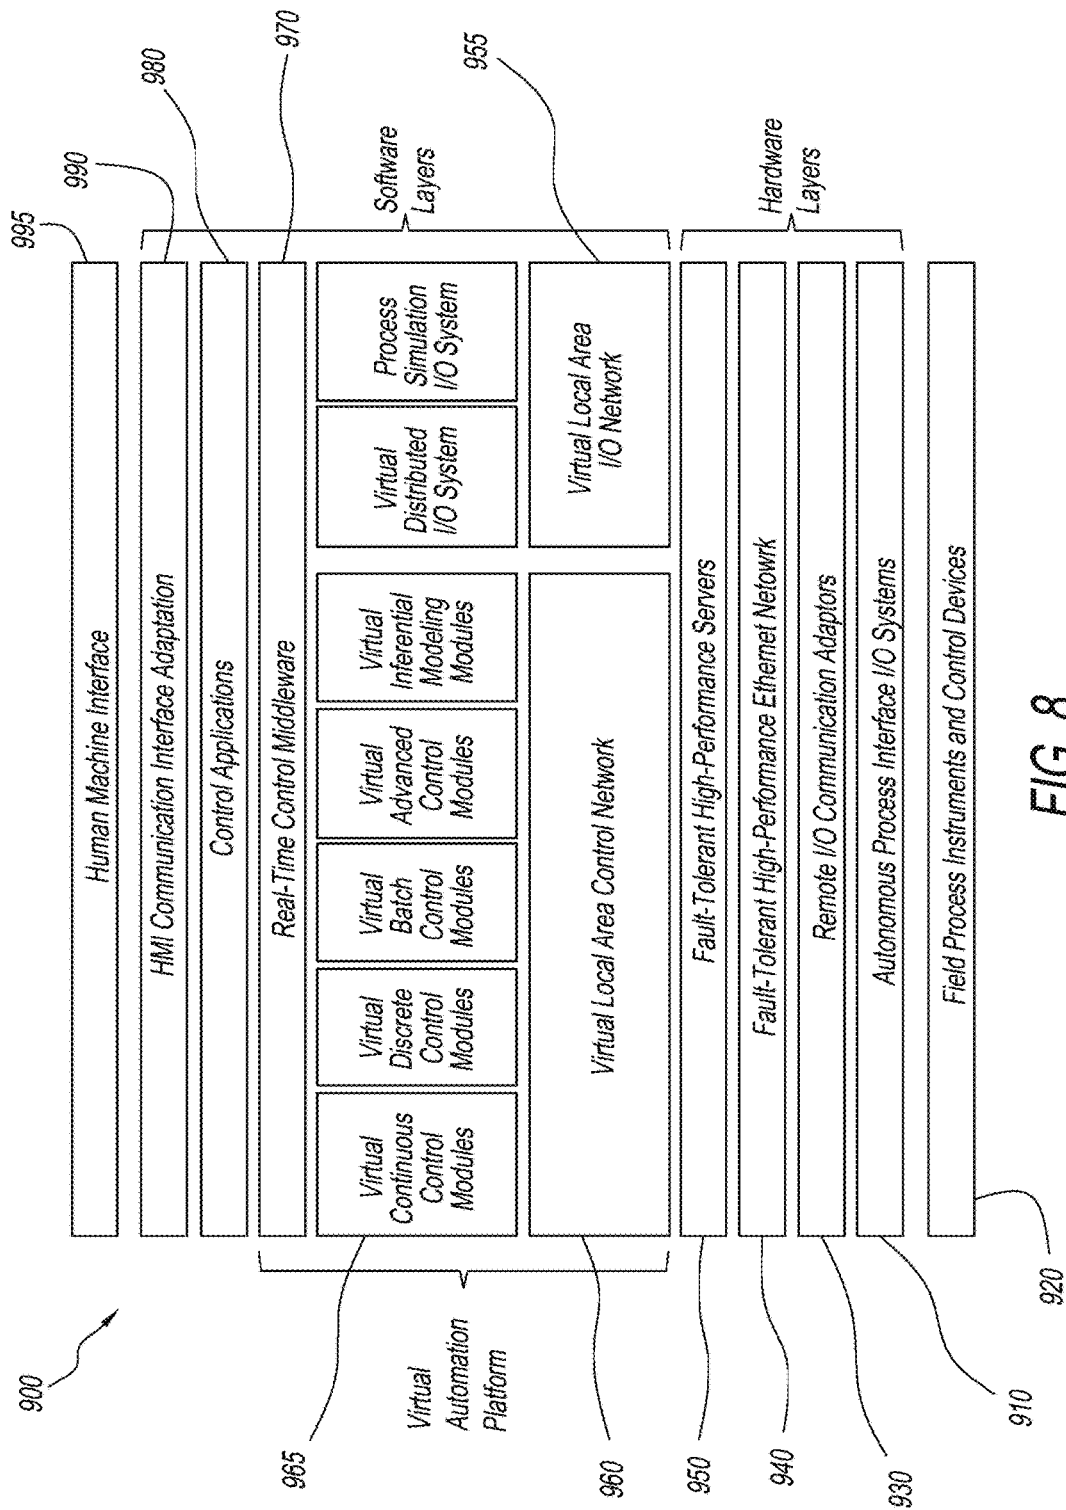 900
995
Human Machine Interface
990
HMI Communication Interface Adaptation
980
Control Applications
970
Real-Time Control Middleware
Virtual
Automation
Platform
Software
Layers
965
Virtual
Continuous
Control
Modules
Virtual
Discrete
Control
Modules
Virtual
Batch
Control
Modules
Virtual
Advanced
Control
Modules
Virtual
Inferential
Modeling
Modules
Virtual
Distributed
I/O System
Process
Simulation
I/O System
960
Virtual Local Area Control Network
Virtual Local Area
I/O Network
955
Hardware
Layers
950
Fault-Tolerant High-Performance Servers
940
Fault-Tolerant High-Performance Ethernet Netowrk
930
Remote I/O Communication Adaptors
910
Autonomous Process Interface I/O Systems
920
Field Process Instruments and Control Devices
FIG. 8